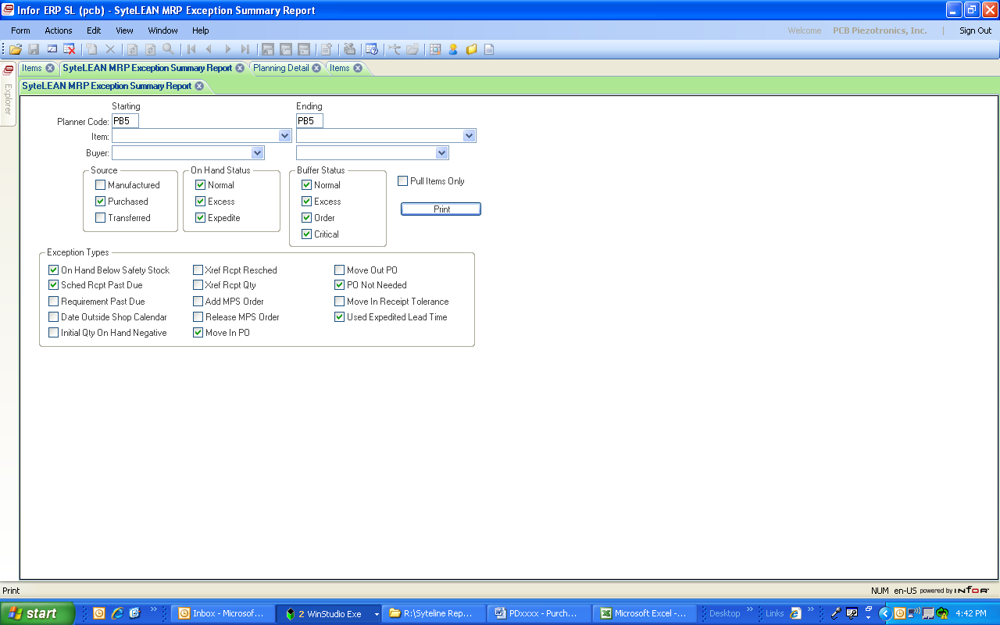 Infor ERP SL (pcb) - SyteLEAN MRP Exception Summary Report
Form Actions Edit View Window Help
Welcome PCB Piezotronics, Inc. | Sign Out
Items SyteLEAN MRP Exception Summary Report Planning Detail Items
SyteLEAN MRP Exception Summary Report
Explorer
Starting Ending
Planner Code: PB5 PB5
Item:
Buyer:
Source On Hand Status Buffer Status
Manufactured Normal Normal Pull Items Only
Purchased Excess Excess
Print
Transferred Expedite Order
Critical
Exception Types
On Hand Below Safety Stock Xref Rcpt Resched Move Out PO
Sched Rcpt Past Due Xref Rcpt Qty PO Not Needed
Requirement Past Due Add MPS Order Move In Receipt Tolerance
Date Outside Shop Calendar Release MPS Order Used Expedited Lead Time
Initial Qty On Hand Negative Move In PO
Print NUM en-US powered by infor
start Inbox - Microsof... 2 WinStudio Exe R:\Syteline Rep... PDxxxx - Purch... Microsoft Excel -... Desktop Links 4:42 PM